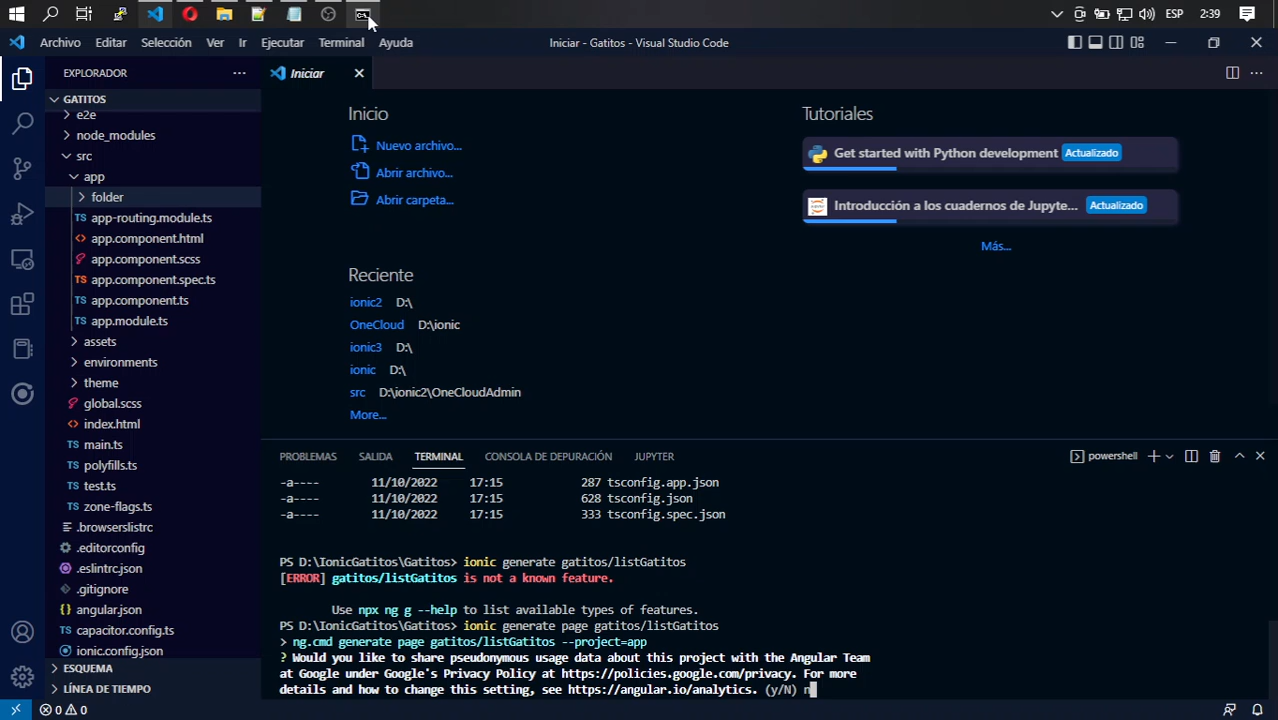 ESP
2:39
Archivo
Editar
Selección
Ver
Ir
Ejecutar
Terminal
Ayuda
Iniciar - Gatitos - Visual Studio Code
EXPLORADOR
GATITOS
e2e
node_modules
src
app
folder
TS app-routing.module.ts
<> app.component.html
app.component.scss
TS app.component.spec.ts
TS app.component.ts
TS app.module.ts
assets
environments
theme
global.scss
<> index.html
TS main.ts
TS polyfills.ts
TS test.ts
TS zone-flags.ts
.browserslistrc
.editorconfig
.eslintrc.json
.gitignore
angular.json
capacitor.config.ts
ionic.config.json
ESQUEMA
LÍNEA DE TIEMPO
0 0
Iniciar
Inicio
Nuevo archivo...
Abrir archivo...
Abrir carpeta...
Reciente
ionic2 D:\
OneCloud D:\ionic
ionic3 D:\
ionic D:\
src D:\ionic2\OneCloudAdmin
More...
Tutoriales
Get started with Python development Actualizado
Introducción a los cuadernos de Jupyte... Actualizado
Más...
PROBLEMAS
SALIDA
TERMINAL
CONSOLA DE DEPURACIÓN
JUPYTER
powershell
-a---- 11/10/2022 17:15 287 tsconfig.app.json
-a---- 11/10/2022 17:15 628 tsconfig.json
-a---- 11/10/2022 17:15 333 tsconfig.spec.json
PS D:\IonicGatitos\Gatitos> ionic generate gatitos/listGatitos
[ERROR] gatitos/listGatitos is not a known feature.
Use npx ng g --help to list available types of features.
PS D:\IonicGatitos\Gatitos> ionic generate page gatitos/listGatitos
> ng.cmd generate page gatitos/listGatitos --project=app
? Would you like to share pseudonymous usage data about this project with the Angular Team
at Google under Google's Privacy Policy at https://policies.google.com/privacy. For more
details and how to change this setting, see https://angular.io/analytics. (y/N) n